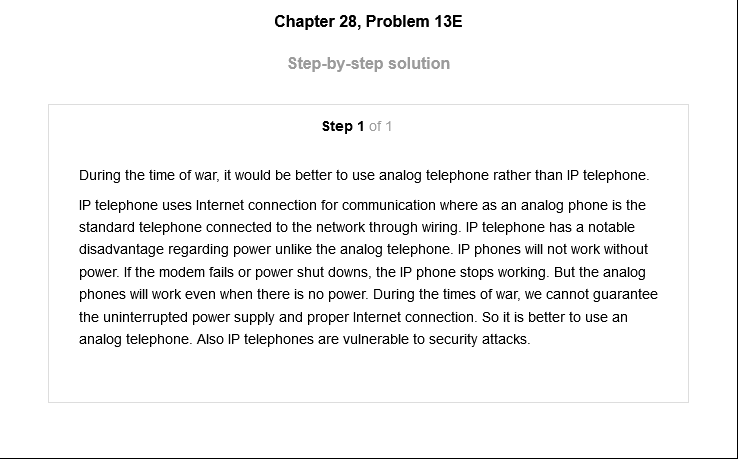 Chapter 28, Problem 13E
Step-by-step solution
Step 1 of 1
During the time of war, it would be better to use analog telephone rather than IP telephone.
IP telephone uses Internet connection for communication where as an analog phone is the
standard telephone connected to the network through wiring. IP telephone has a notable
disadvantage regarding power unlike the analog telephone. IP phones will not work without
power. If the modem fails or power shut downs, the IP phone stops working. But the analog
phones will work even when there is no power. During the times of war, we cannot guarantee
the uninterrupted power supply and proper Internet connection. So it is better to use an
analog telephone. Also IP telephones are vulnerable to security attacks.